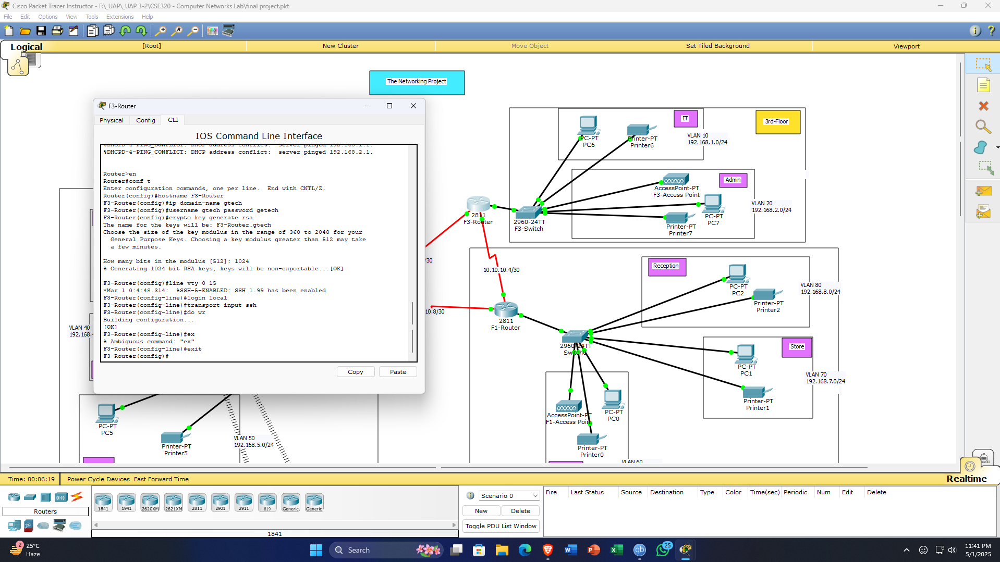 Cisco Packet Tracer Instructor - F:\_UAP\_UAP 3-2\CSE320 - Computer Networks Lab\final project.pkt
File Edit Options View Tools Extensions Help
Logical [Root] New Cluster Move Object Set Tiled Background Viewport
The Networking Project
F3-Router
Physical Config CLI
IOS Command Line Interface
%DHCPD-4-PING_CONFLICT: DHCP address conflict: server pinged 192.168.1.1.
%DHCPD-4-PING_CONFLICT: DHCP address conflict: server pinged 192.168.2.1.
Router>en
Router#conf t
Enter configuration commands, one per line. End with CNTL/Z.
Router(config)#hostname F3-Router
F3-Router(config)#ip domain-name gtech
F3-Router(config)#username gtech password getech
F3-Router(config)#crypto key generate rsa
The name for the keys will be: F3-Router.gtech
Choose the size of the key modulus in the range of 360 to 2048 for your
General Purpose Keys. Choosing a key modulus greater than 512 may take
a few minutes.
How many bits in the modulus [512]: 1024
% Generating 1024 bit RSA keys, keys will be non-exportable...[OK]
F3-Router(config)#line vty 0 15
*Mar 1 0:4:48.314: %SSH-5-ENABLED: SSH 1.99 has been enabled
F3-Router(config-line)#login local
F3-Router(config-line)#transport input ssh
F3-Router(config-line)#do wr
Building configuration...
[OK]
F3-Router(config-line)#ex
% Ambiguous command: "ex"
F3-Router(config-line)#exit
F3-Router(config)#
Copy Paste
IT
3rd-Floor
PC-PT
PC6
Printer-PT
Printer6
VLAN 10
192.168.1.0/24
Admin
AccessPoint-PT
F3-Access Point
PC-PT
PC7
Printer-PT
Printer7
VLAN 20
192.168.2.0/24
2811
F3-Router
2960-24TT
F3-Switch
/30
10.10.10.4/30
10.8/30
2811
F1-Router
Reception
PC-PT
PC2
Printer-PT
Printer2
VLAN 80
192.168.8.0/24
2960-24TT
Switch0
Store
PC-PT
PC1
Printer-PT
Printer1
VLAN 70
192.168.7.0/24
AccessPoint-PT
F1-Access Point
PC-PT
PC0
Printer-PT
Printer0
VLAN 60
VLAN 40
192.168.4
PC-PT
PC5
Printer-PT
Printer5
VLAN 50
192.168.5.0/24
Time: 00:06:19 Power Cycle Devices Fast Forward Time
Realtime
Routers
1841 1941 2620XM 2621XM 2811 2901 2911 819 Generic Generic
1841
Scenario 0
New Delete
Toggle PDU List Window
Fire Last Status Source Destination Type Color Time(sec) Periodic Num Edit Delete
2
25°C
Haze
Search
25
11:41 PM
5/1/2025